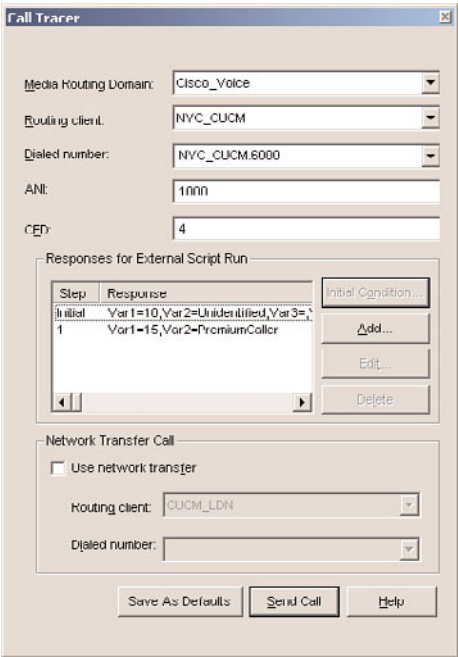 Call Tracer
Media Routing Domain: Cisco_Voice
Routing client: NYC_CUCM
Dialed number: NYC_CUCM.6000
ANI: 1000
CED: 4
Responses for External Script Run
Step Response
Initial Var1=10,Var2=Unidentified,Var3=,
1 Var1=15,Var2=PremiumCaller
Initial Condition...
Add...
Edit...
Delete
Network Transfer Call
Use network transfer
Routing client: CUCM_LDN
Dialed number:
Save As Defaults Send Call Help